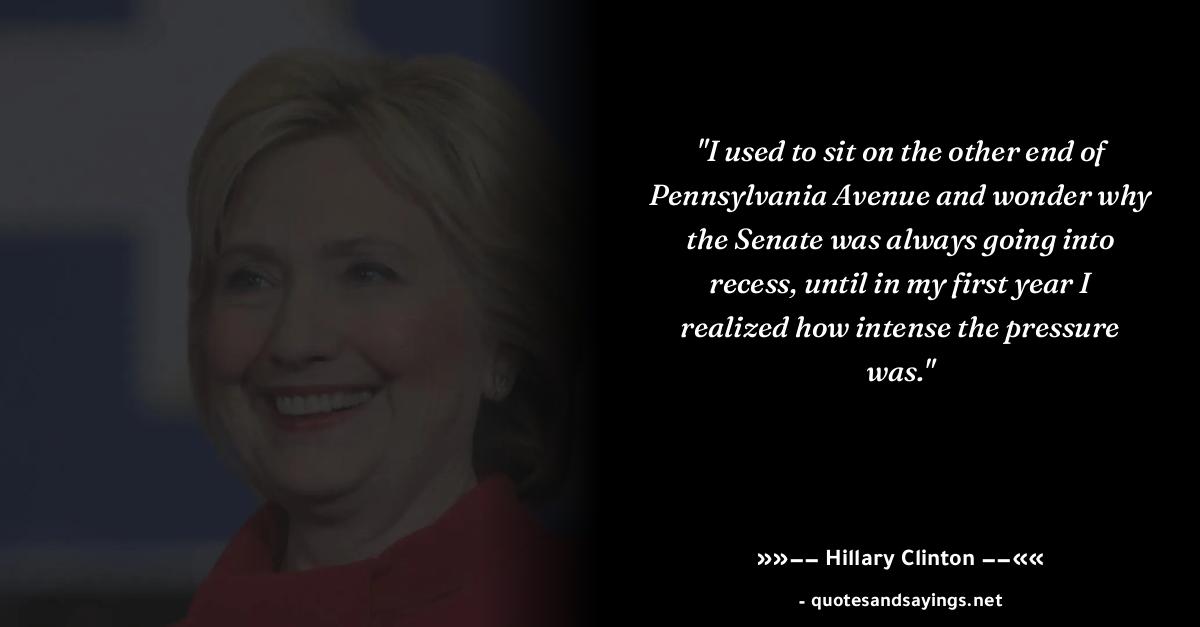 "I used to sit on the other end of
Pennsylvania Avenue and wonder why
the Senate was always going into
recess, until in my first year I
realized how intense the pressure
was."
»»−− Hillary Clinton −−««
- quotesandsayings.net